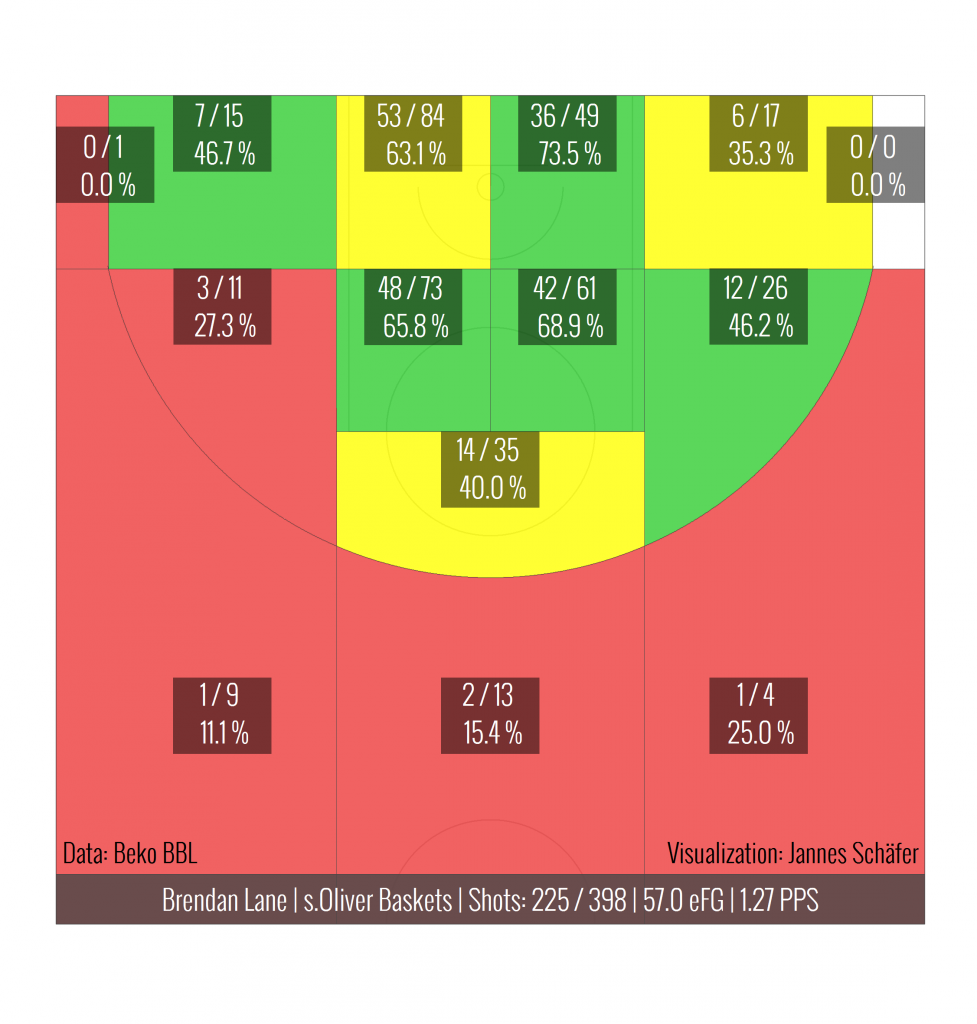 7 / 15
46.7 %
53 / 84
63.1 %
36 / 49
73.5 %
6 / 17
35.3 %
0 / 1
0.0 %
0 / 0
0.0 %
3 / 11
27.3 %
48 / 73
65.8 %
42 / 61
68.9 %
12 / 26
46.2 %
14 / 35
40.0 %
1 / 9
11.1 %
2 / 13
15.4 %
1 / 4
25.0 %
Data: Beko BBL
Visualization: Jannes Schäfer
Brendan Lane | s.Oliver Baskets | Shots: 225 / 398 | 57.0 eFG | 1.27 PPS